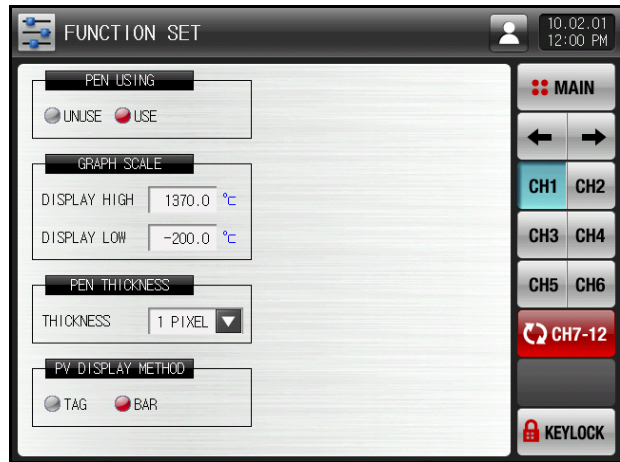 FUNCTION SET
10.02.01
12:00 PM
PEN USING
UNUSE USE
GRAPH SCALE
DISPLAY HIGH 1370.0 ℃
DISPLAY LOW -200.0 ℃
PEN THICKNESS
THICKNESS 1 PIXEL
PV DISPLAY METHOD
TAG BAR
MAIN
CH1 CH2
CH3 CH4
CH5 CH6
CH7-12
KEYLOCK